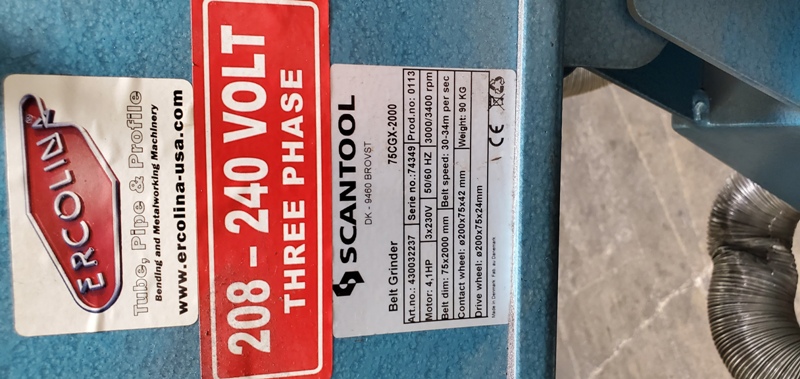 ERCOLINA
Tube, Pipe & Profile
Bending and Metalworking Machinery
www.ercolina-usa.com
208 - 240 VOLT
THREE PHASE
SCANTOOL
DK - 9460 BROVST
Belt Grinder 75CGX-2000
Art.no.: 430032237 Serie no.:74349 Prod.no: 0113
Motor: 4,1HP 3x230V 50/60 HZ 3000/3400 rpm
Belt dim: 75x2000 mm Belt speed: 30-34m per sec
Contact wheel: ø200x75x42 mm Weight: 90 KG
Drive wheel: ø200x75x24mm
Made in Denmark Fab. au Danemark
CE